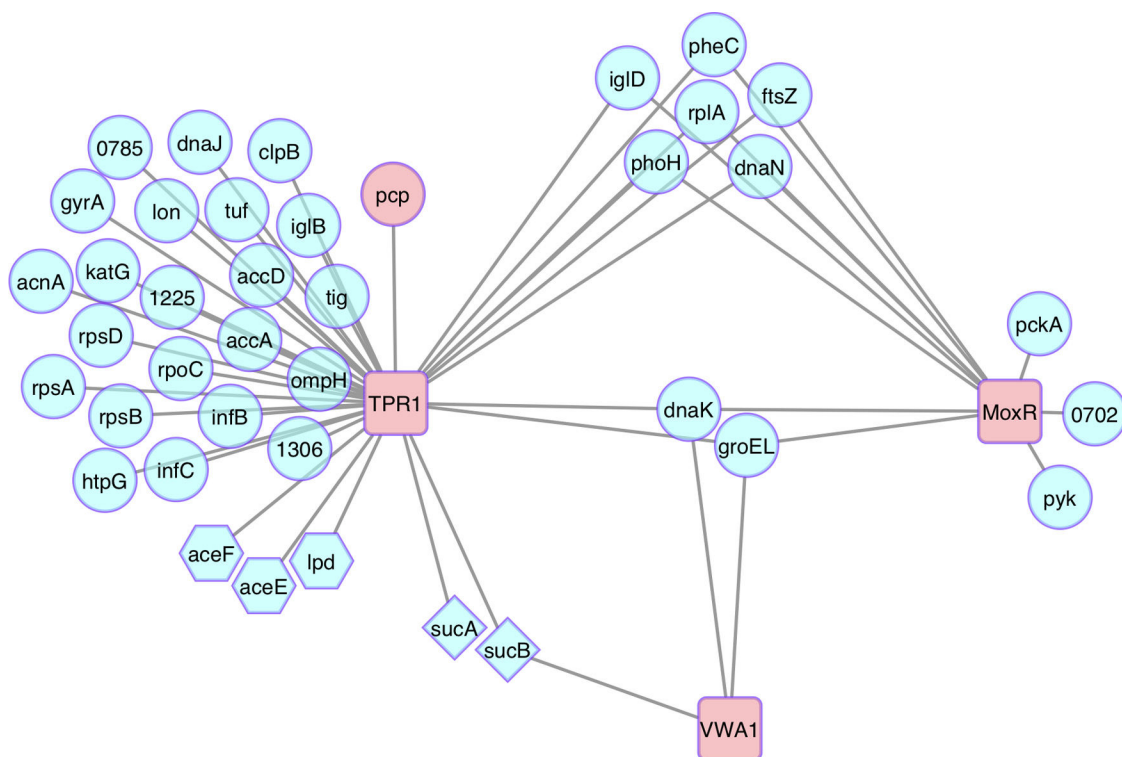 pheC
iglD
ftsZ
rplA
dnaJ
0785
clpB
phoH
dnaN
pcp
gyrA
lon
tuf
iglB
katG
accD
acnA
1225
tig
pckA
rpsD
accA
rpoC
ompH
rpsA
TPR1
dnaK
MoxR
0702
rpsB
infB
groEL
1306
htpG
infC
pyk
aceF
lpd
aceE
sucA
sucB
VWA1